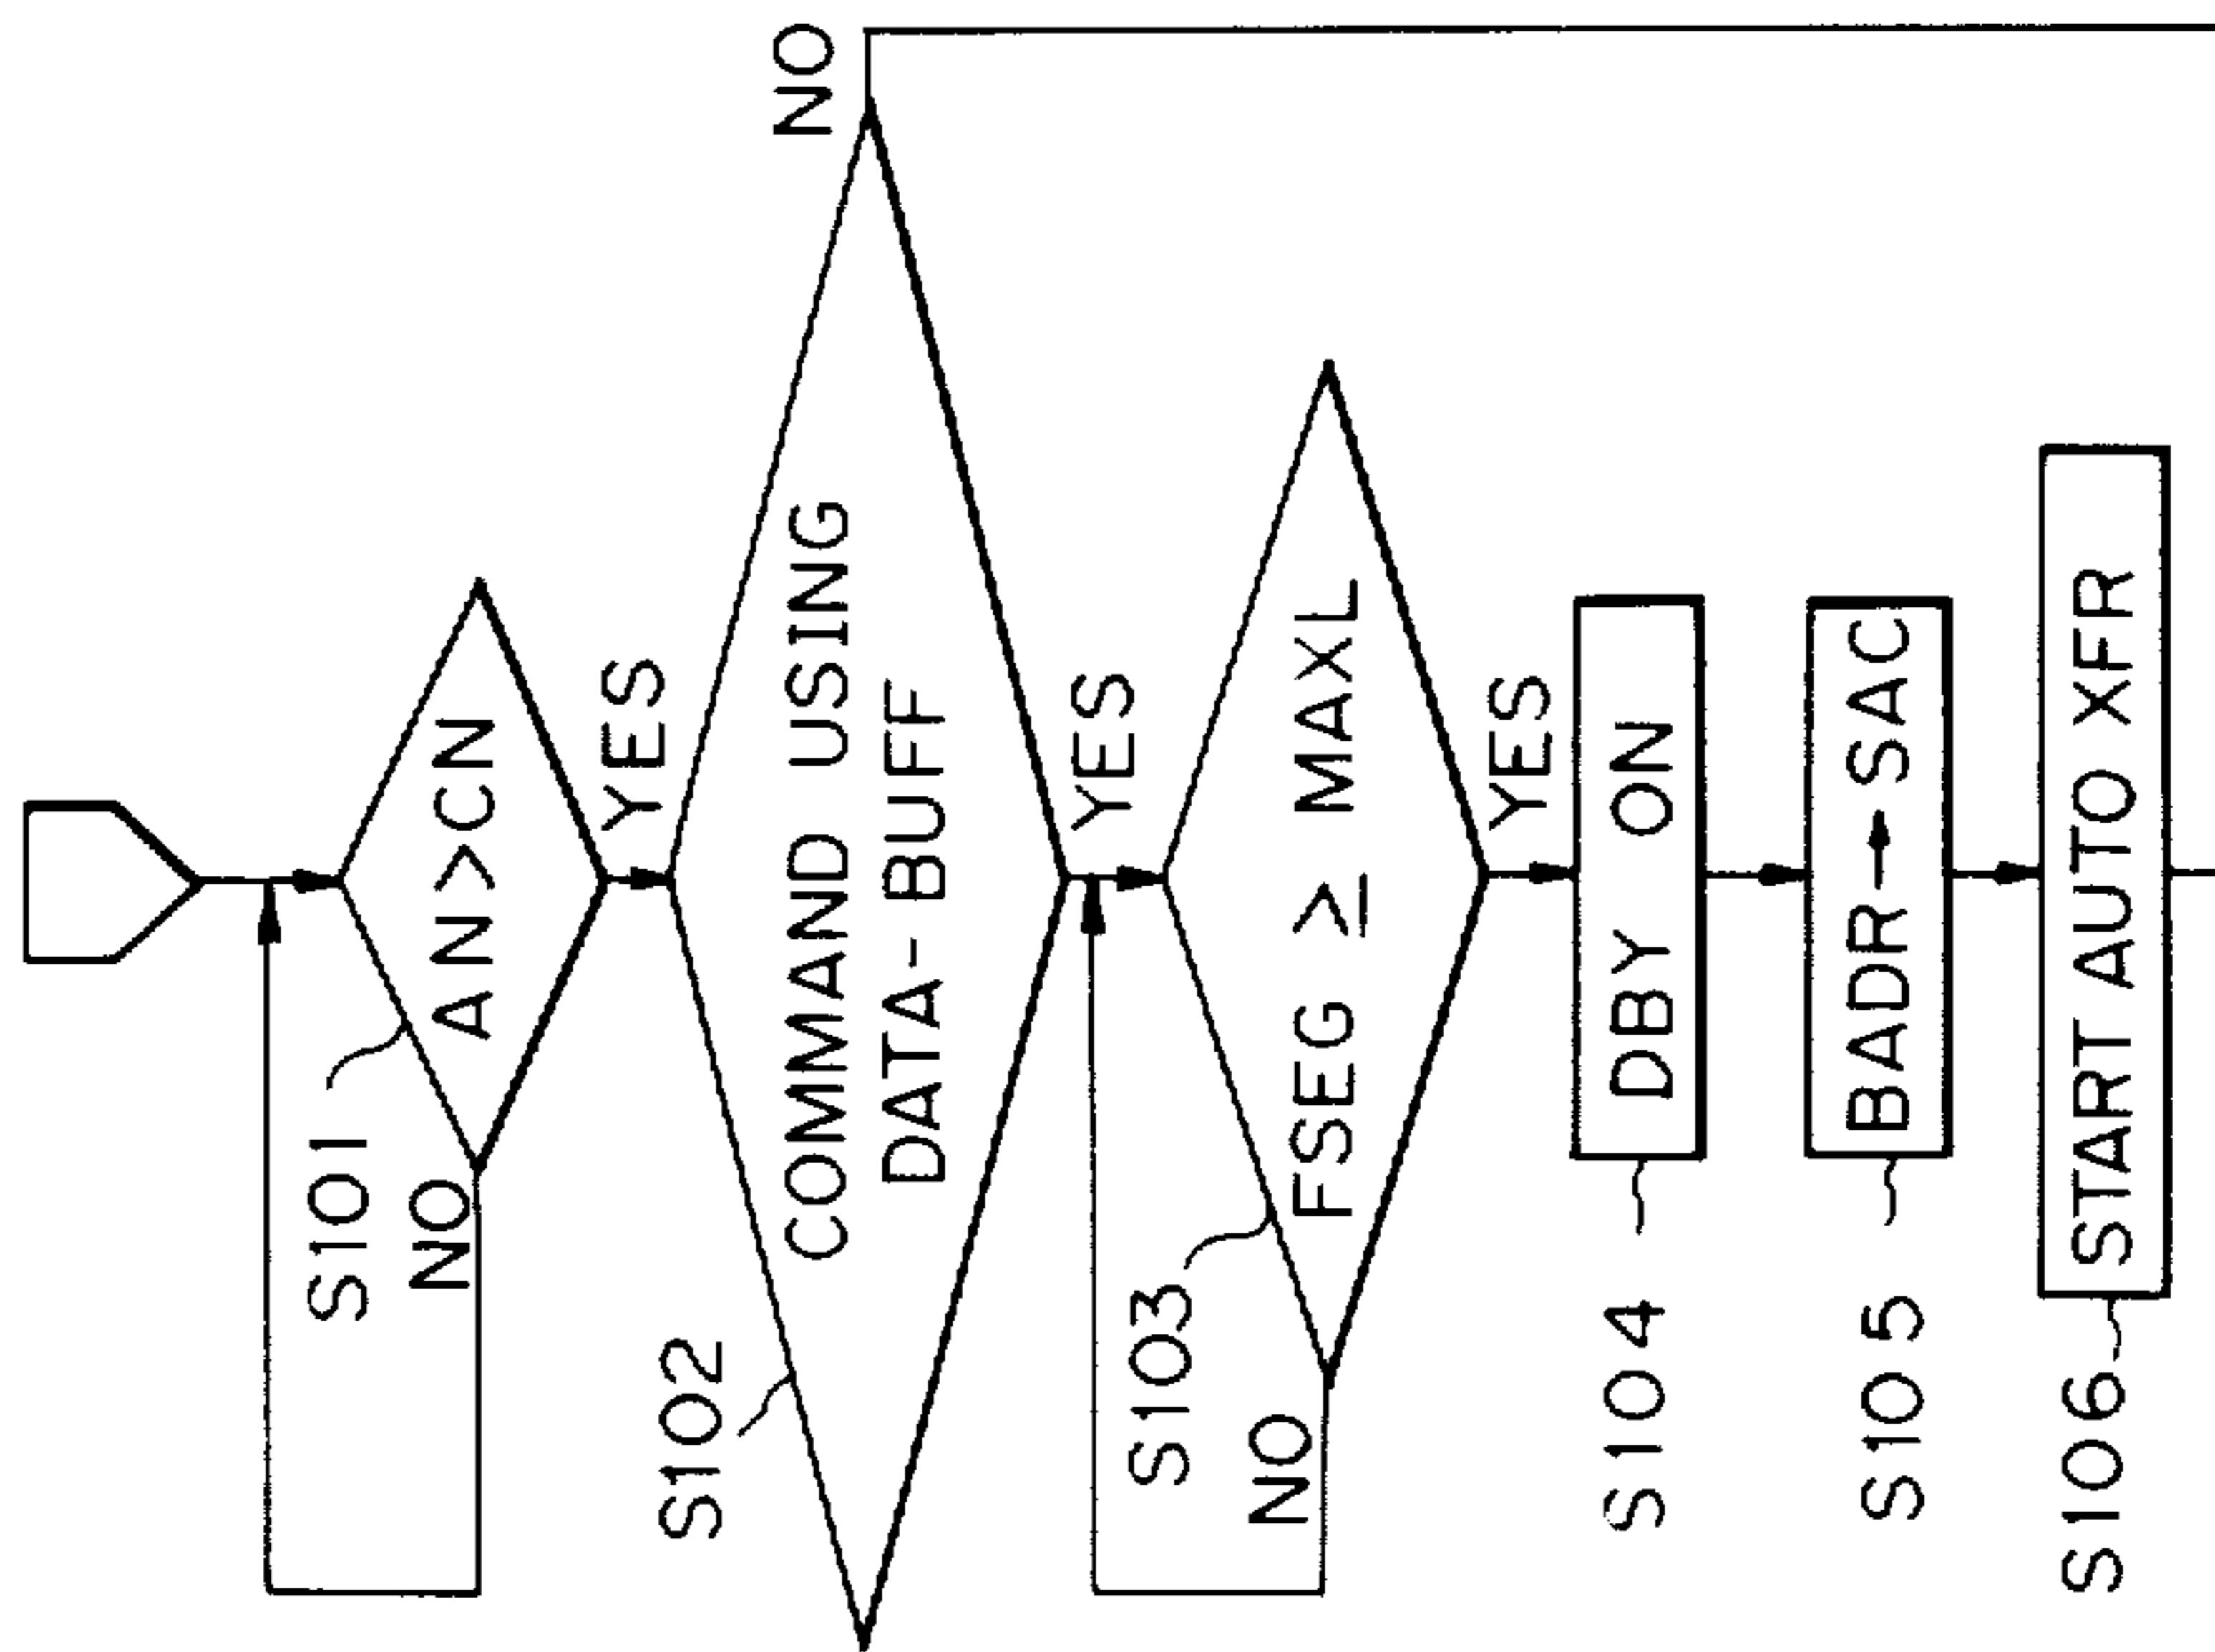 S101
AN>CN
NO
YES
S102
COMMAND USING
DATA-BUFF
NO
YES
S103
FSEG ≥ MAXL
NO
YES
S104
DBY ON
S105
BADR→SAC
S106
START AUTO XFR